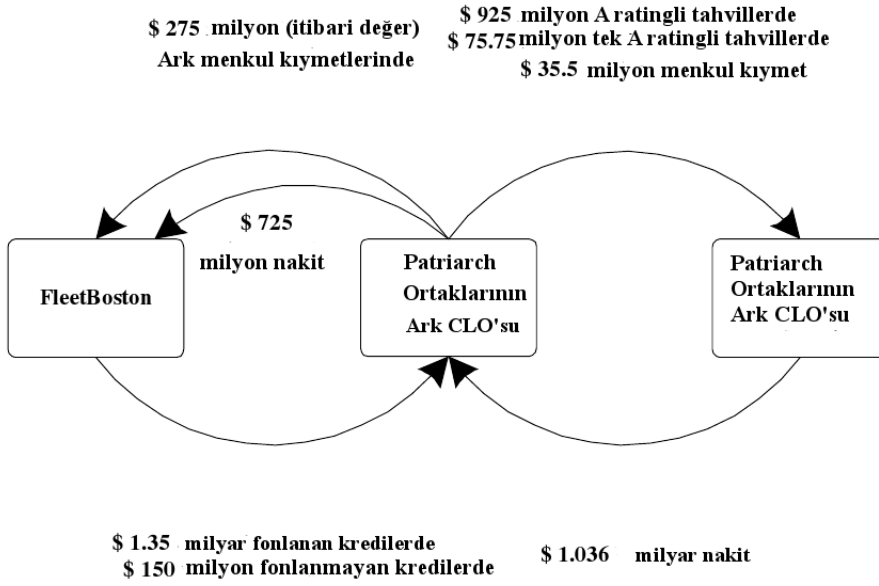 $ 275 milyon (itibari değer)
Ark menkul kıymetlerinde
$ 925 milyon A ratingli tahvillerde
$ 75.75 milyon tek A ratingli tahvillerde
$ 35.5 milyon menkul kıymet
$ 725
milyon nakit
FleetBoston
Patriarch
Ortaklarının
Ark CLO'su
Patriarch
Ortaklarının
Ark CLO'su
$ 1.35 milyar fonlanan kredilerde
$ 150 milyon fonlanmayan kredilerde
$ 1.036 milyar nakit